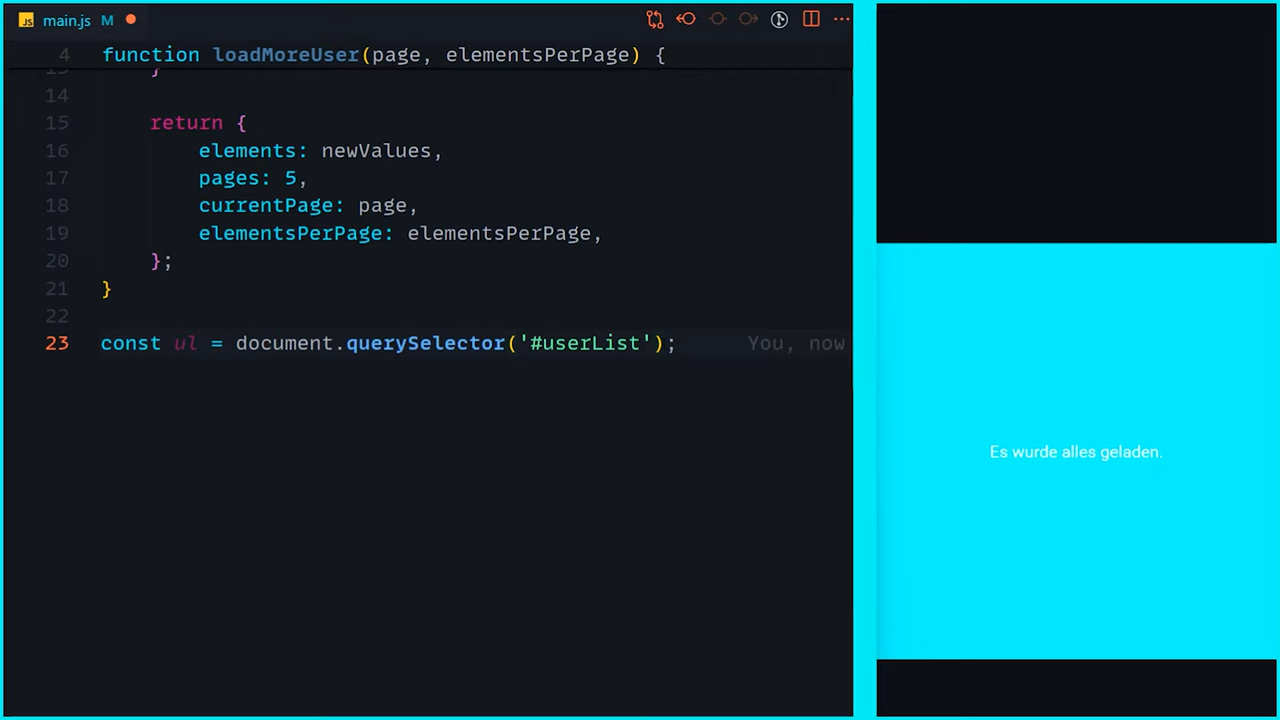 JS main.js M
4 function loadMoreUser(page, elementsPerPage) {
14
15 return {
16 elements: newValues,
17 pages: 5,
18 currentPage: page,
19 elementsPerPage: elementsPerPage,
20 };
21 }
22
23 const ul = document.querySelector('#userList'); You, now
Es wurde alles geladen.